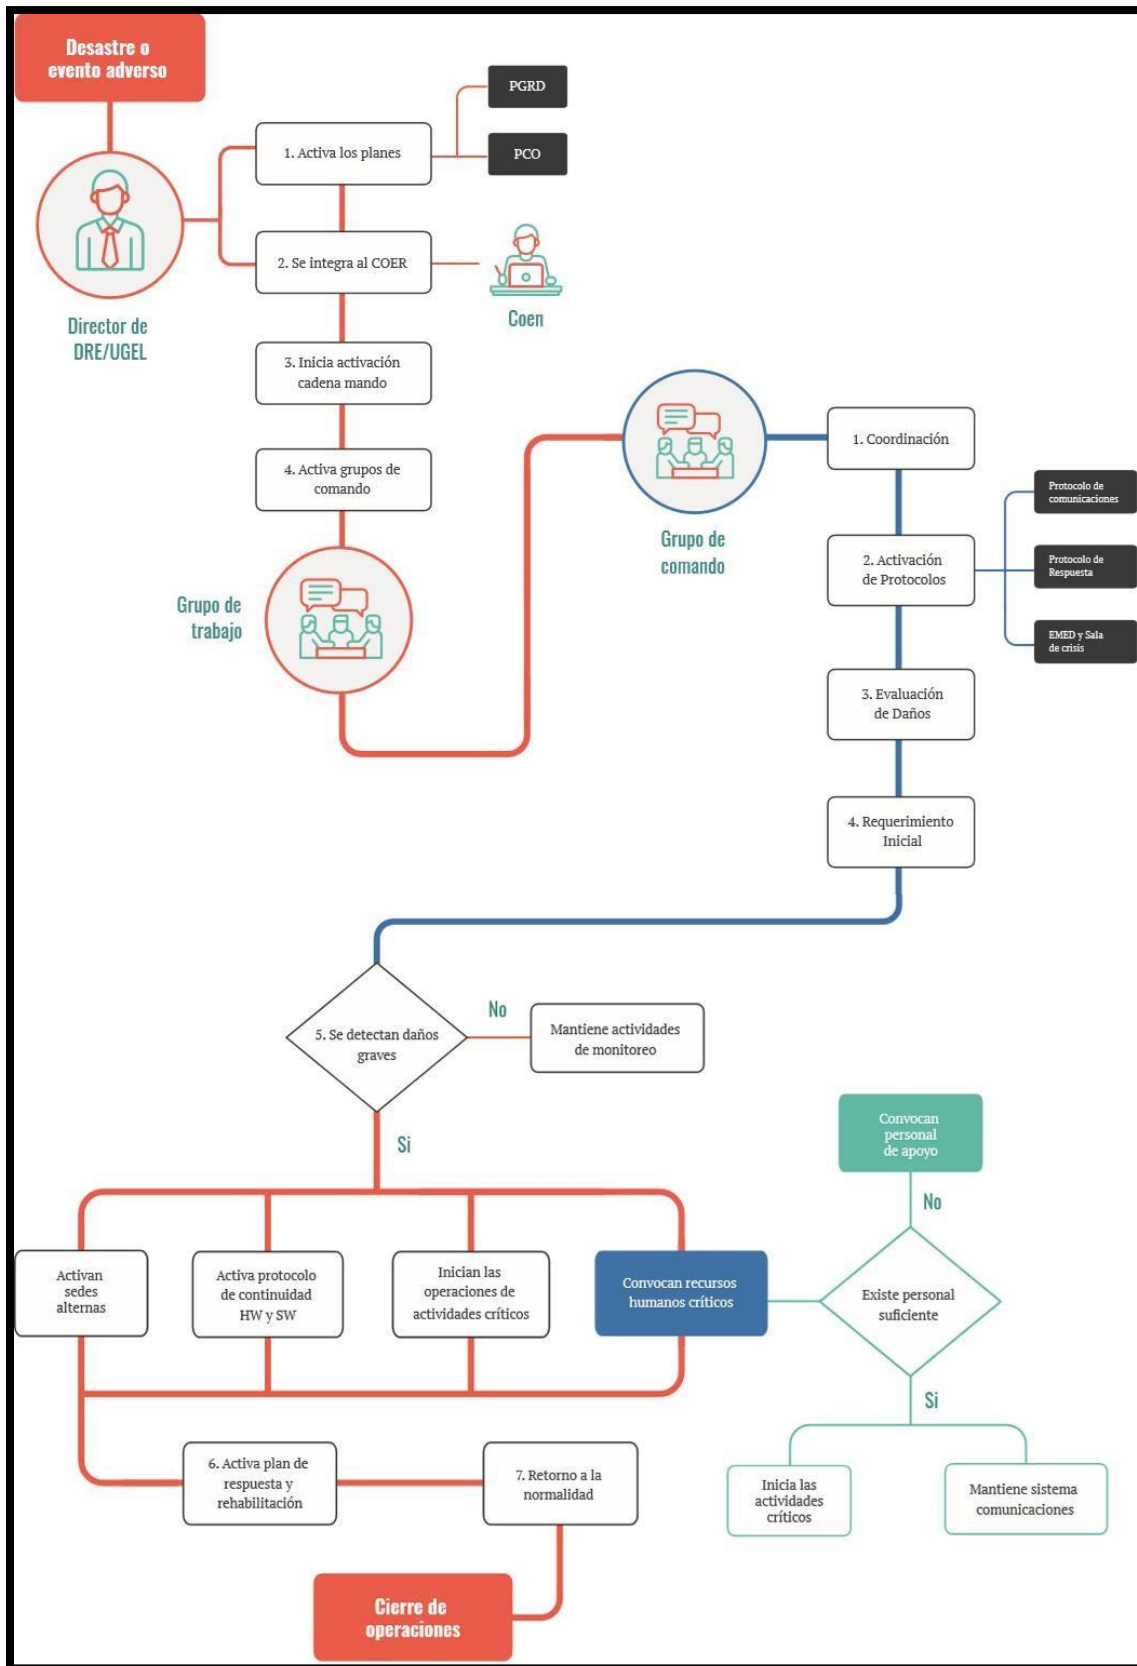 Desastre o
evento adverso
PGRD
1. Activa los planes
PCO
2. Se integra al COER
Coen
Director de
DRE/UGEL
3. Inicia activación
cadena mando
4. Activa grupos de
comando
Grupo de
trabajo
Grupo de
comando
1. Coordinación
2. Activación
de Protocolos
Protocolo de
comunicaciones
Protocolo de
Respuesta
EMED y Sala
de crisis
3. Evaluación
de Daños
4. Requerimiento
Inicial
5. Se detectan daños
graves
No
Mantiene actividades
de monitoreo
Si
Activan
sedes
alternas
Activa protocolo
de continuidad
HW y SW
Inician las
operaciones de
actividades críticos
Convocan recursos
humanos críticos
Convocan
personal
de apoyo
No
Existe personal
suficiente
Si
Inicia las
actividades
críticos
Mantiene sistema
comunicaciones
6. Activa plan de
respuesta y
rehabilitación
7. Retorno a la
normalidad
Cierre de
operaciones